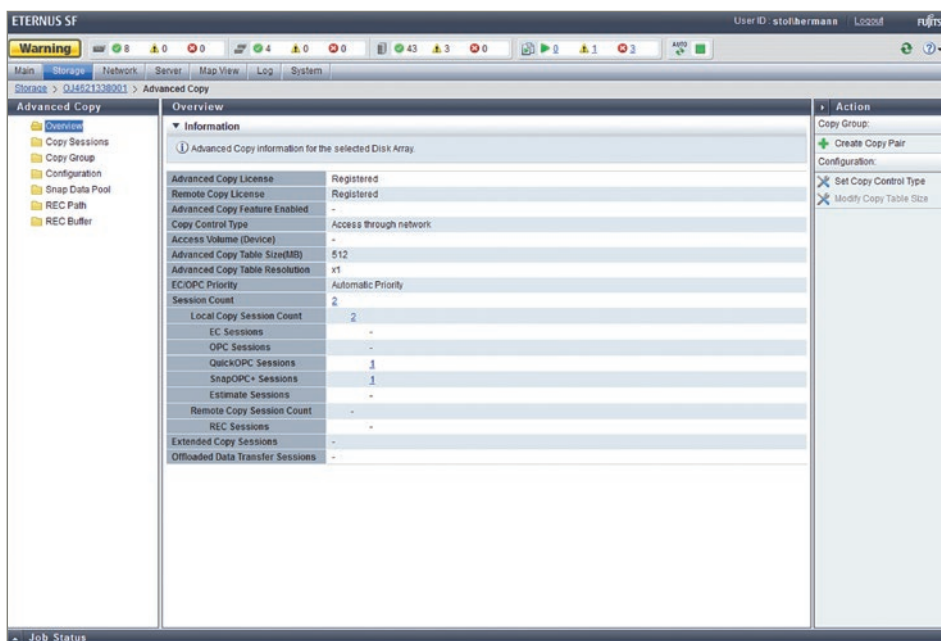 ETERNUS SF
User ID : stollhermann Logout FUJITS
Warning 8 0 0 4 0 0 43 3 0 0 1 3 AUTO
Main Storage Network Server Map View Log System
Storage > OJ4621338001 > Advanced Copy
Advanced Copy
Overview
Copy Sessions
Copy Group
Configuration
Snap Data Pool
REC Path
REC Buffer
Overview
Information
Advanced Copy information for the selected Disk Array.
Advanced Copy License Registered
Remote Copy License Registered
Advanced Copy Feature Enabled -
Copy Control Type Access through network
Access Volume (Device) -
Advanced Copy Table Size(MB) 512
Advanced Copy Table Resolution x1
EC/OPC Priority Automatic Priority
Session Count 2
Local Copy Session Count 2
EC Sessions -
OPC Sessions -
QuickOPC Sessions 1
SnapOPC+ Sessions 1
Estimate Sessions -
Remote Copy Session Count -
REC Sessions -
Extended Copy Sessions -
Offloaded Data Transfer Sessions -
Action
Copy Group:
Create Copy Pair
Configuration:
Set Copy Control Type
Modify Copy Table Size
Job Status